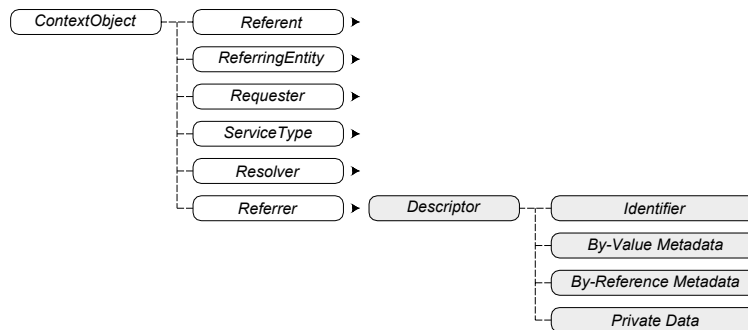 ContextObject
Referent
ReferringEntity
Requester
ServiceType
Resolver
Referrer
Descriptor
Identifier
By-Value Metadata
By-Reference Metadata
Private Data